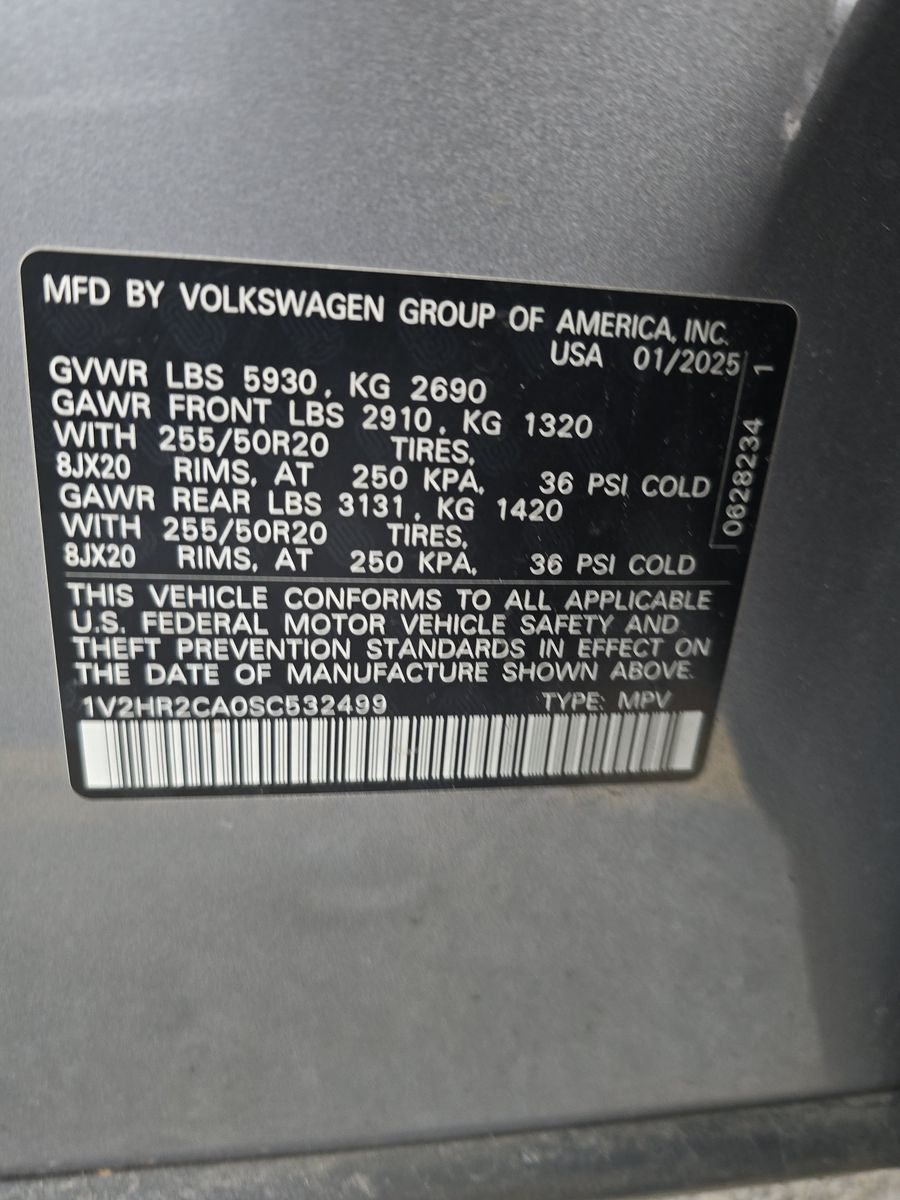 MFD BY VOLKSWAGEN GROUP OF AMERICA, INC.
USA 01/2025
GVWR LBS 5930, KG 2690
GAWR FRONT LBS 2910, KG 1320
WITH 255/50R20 TIRES,
8JX20 RIMS, AT 250 KPA, 36 PSI COLD
GAWR REAR LBS 3131, KG 1420
WITH 255/50R20 TIRES,
8JX20 RIMS, AT 250 KPA, 36 PSI COLD
THIS VEHICLE CONFORMS TO ALL APPLICABLE
U.S. FEDERAL MOTOR VEHICLE SAFETY AND
THEFT PREVENTION STANDARDS IN EFFECT ON
THE DATE OF MANUFACTURE SHOWN ABOVE.
1V2HR2CA0SC532499 TYPE: MPV
0628234 1